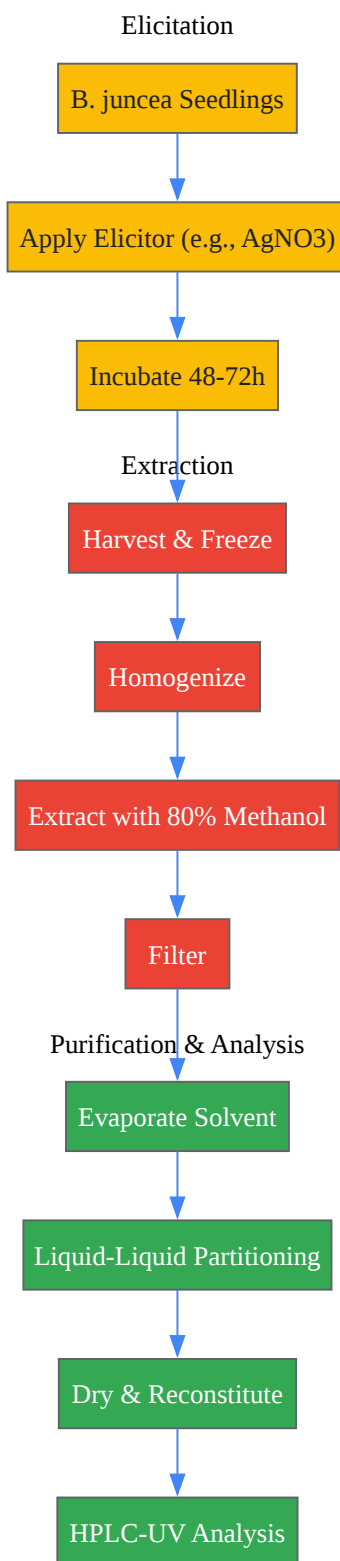 Elicitation
B. juncea Seedlings
Apply Elicitor (e.g., AgNO3)
Incubate 48-72h
Extraction
Harvest & Freeze
Homogenize
Extract with 80% Methanol
Filter
Purification & Analysis
Evaporate Solvent
Liquid-Liquid Partitioning
Dry & Reconstitute
HPLC-UV Analysis